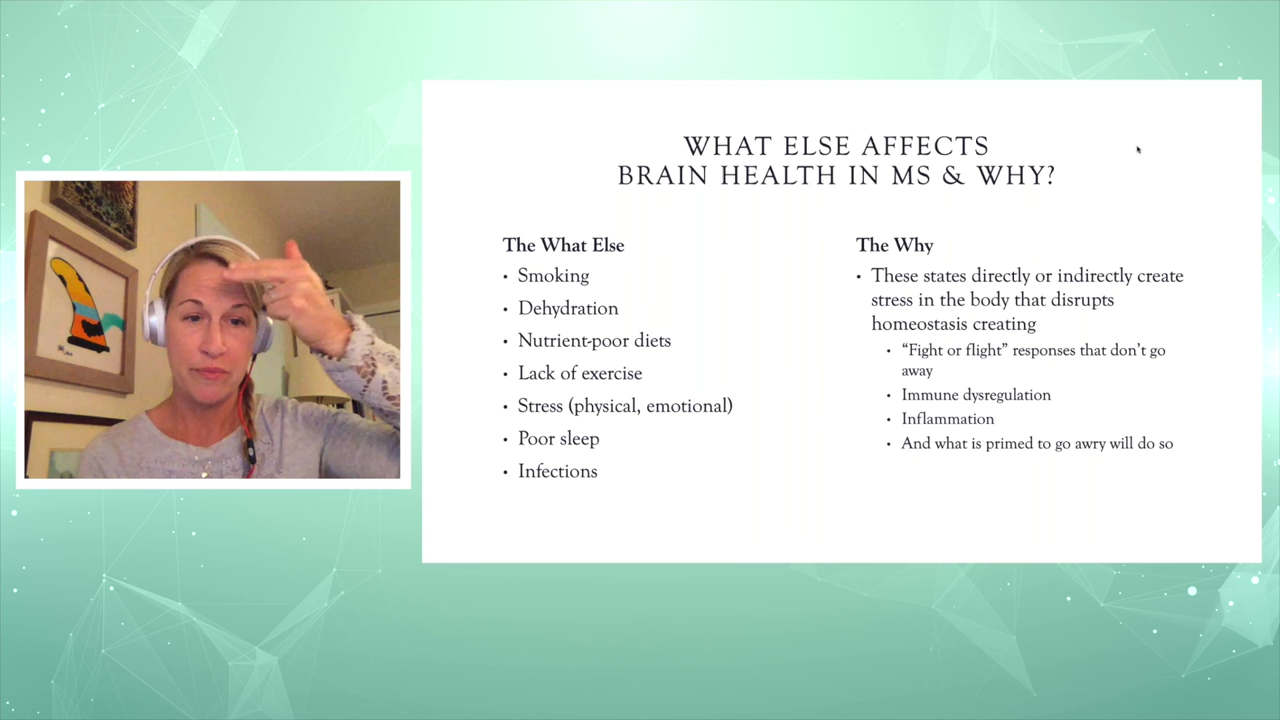 WHAT ELSE AFFECTS
BRAIN HEALTH IN MS & WHY?
The What Else
• Smoking
• Dehydration
• Nutrient-poor diets
• Lack of exercise
• Stress (physical, emotional)
• Poor sleep
• Infections
The Why
• These states directly or indirectly create
stress in the body that disrupts
homeostasis creating
• “Fight or flight” responses that don’t go
away
• Immune dysregulation
• Inflammation
• And what is primed to go awry will do so